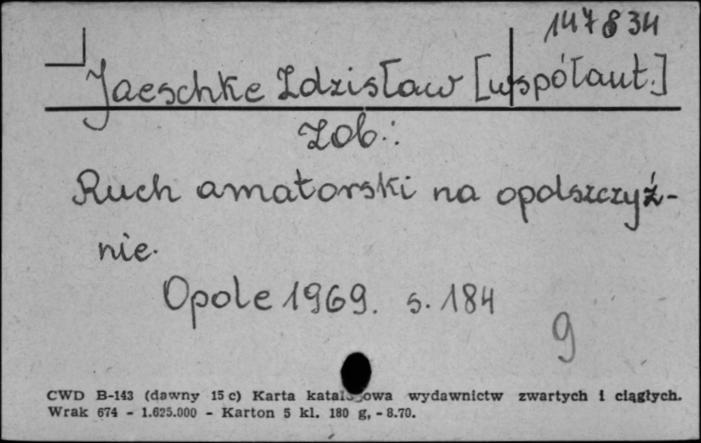 147834
Jaeschke Zdzisław [współaut.]
Zob.:
Ruch amatorski na opolszczyź-
nie.
Opole 1969. s. 184
9
CWD B-143 (dawny 15 c) Karta katalogowa wydawnictw zwartych i ciągłych.
Wrak 674 - 1.625.000 - Karton 5 kl. 180 g, - 8.70.